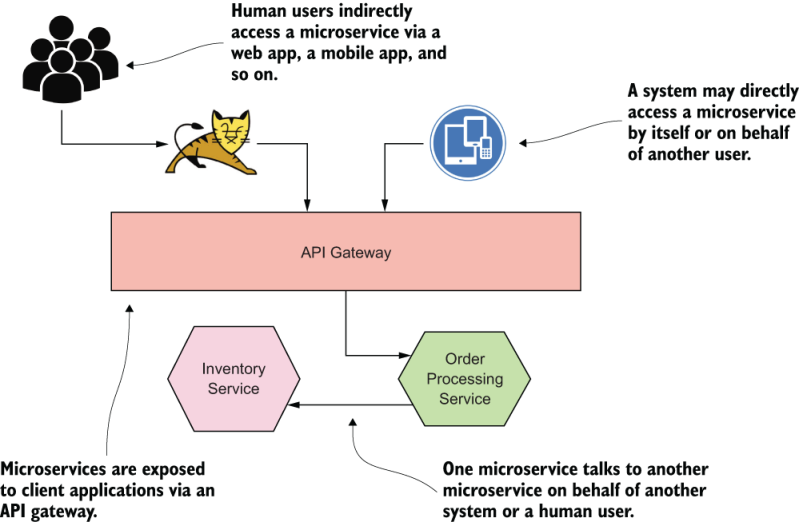 Human users indirectly
access a microservice via a
web app, a mobile app, and
so on.
A system may directly
access a microservice
by itself or on behalf
of another user.
API Gateway
Inventory
Service
Order
Processing
Service
Microservices are exposed
to client applications via an
API gateway.
One microservice talks to another
microservice on behalf of another
system or a human user.